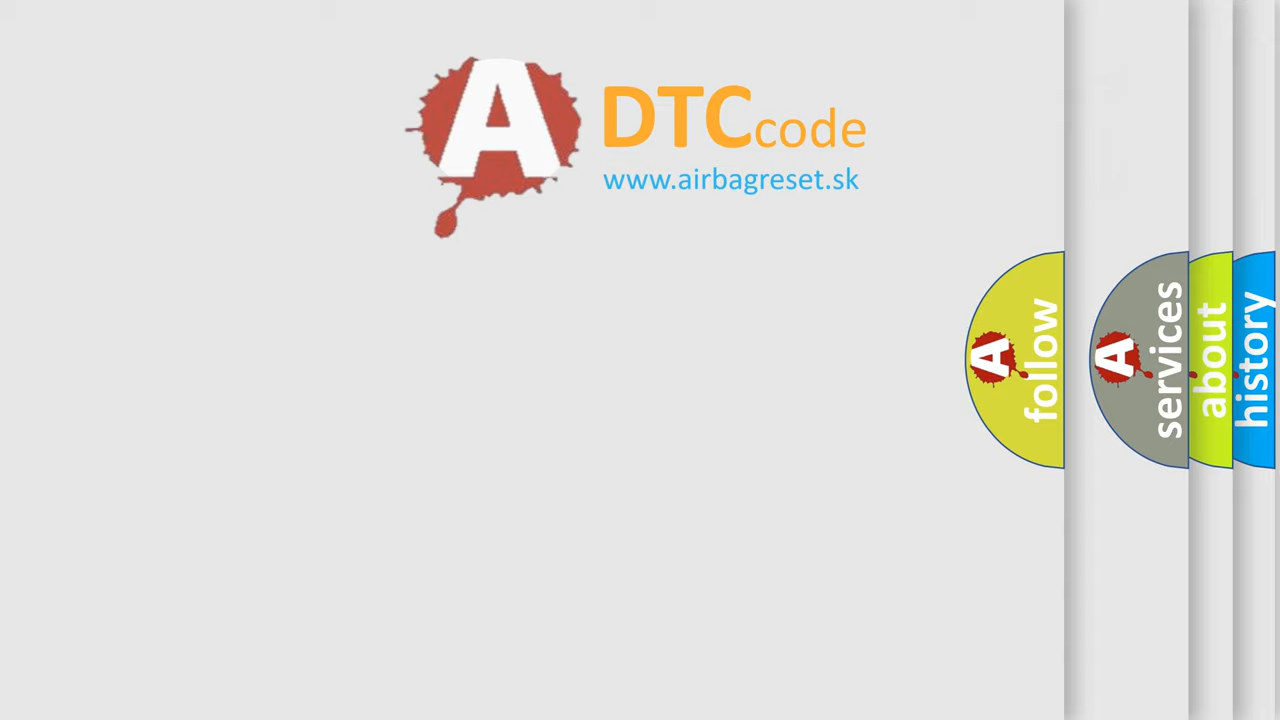 A DTCcode
www.airbagreset.sk
A follow
A services
about
history